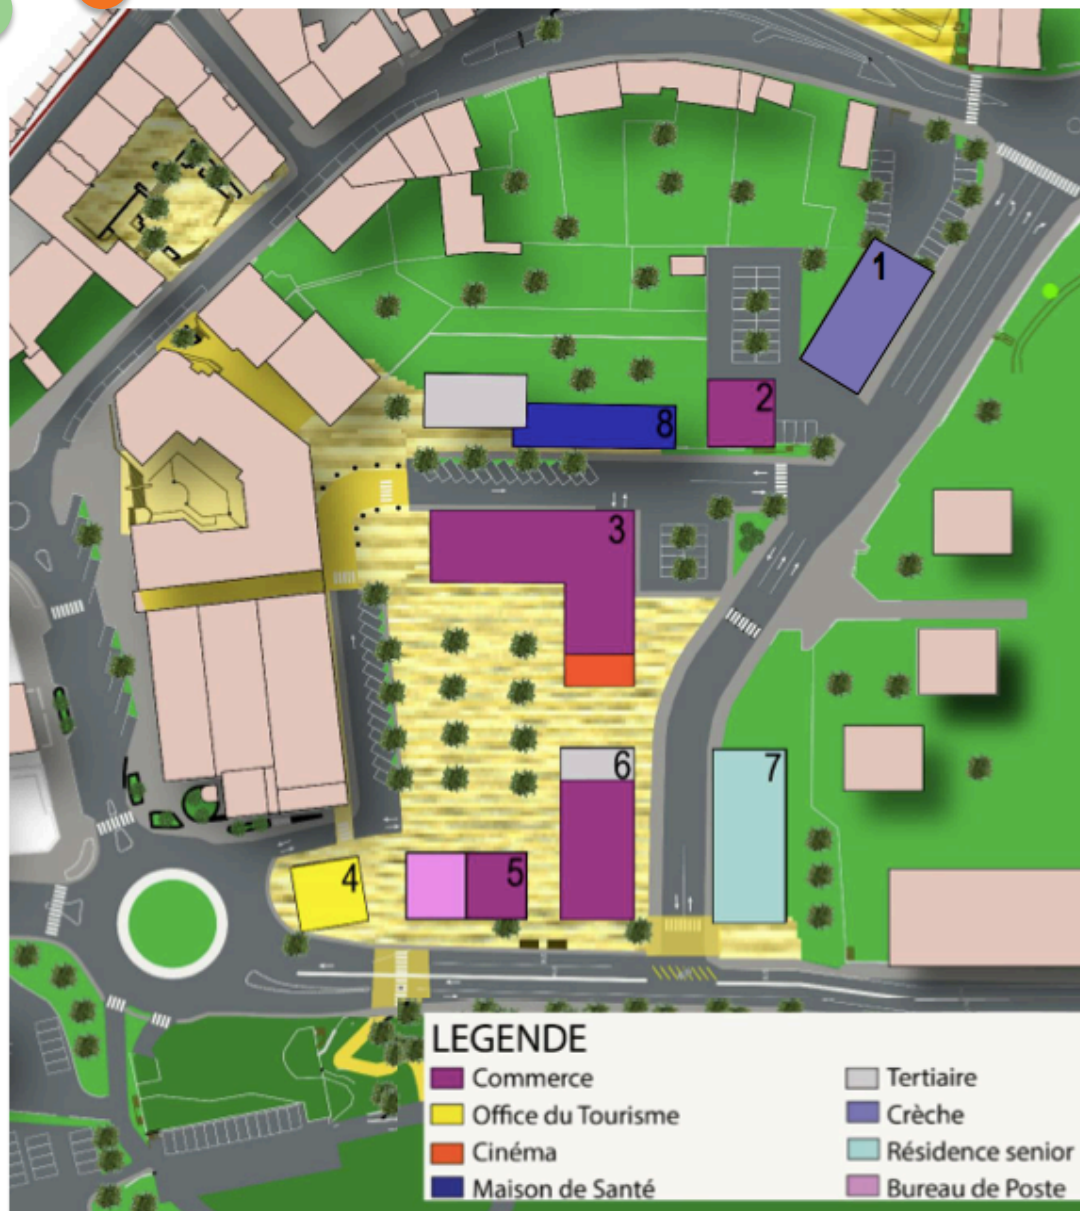 1
2
8
3
6
7
4
5
LEGENDE
Commerce
Tertiaire
Office du Tourisme
Crèche
Cinéma
Résidence senior
Maison de Santé
Bureau de Poste